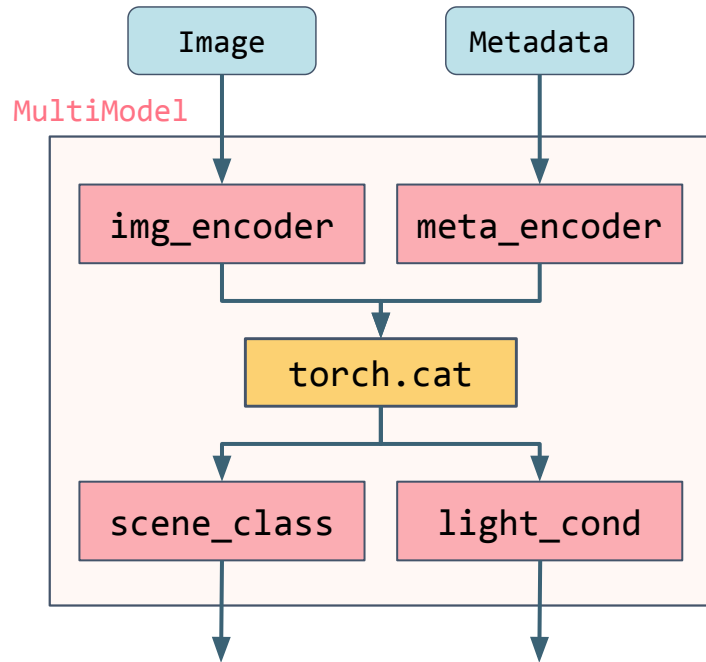 Image
Metadata
MultiModel
img_encoder
meta_encoder
torch.cat
scene_class
light_cond